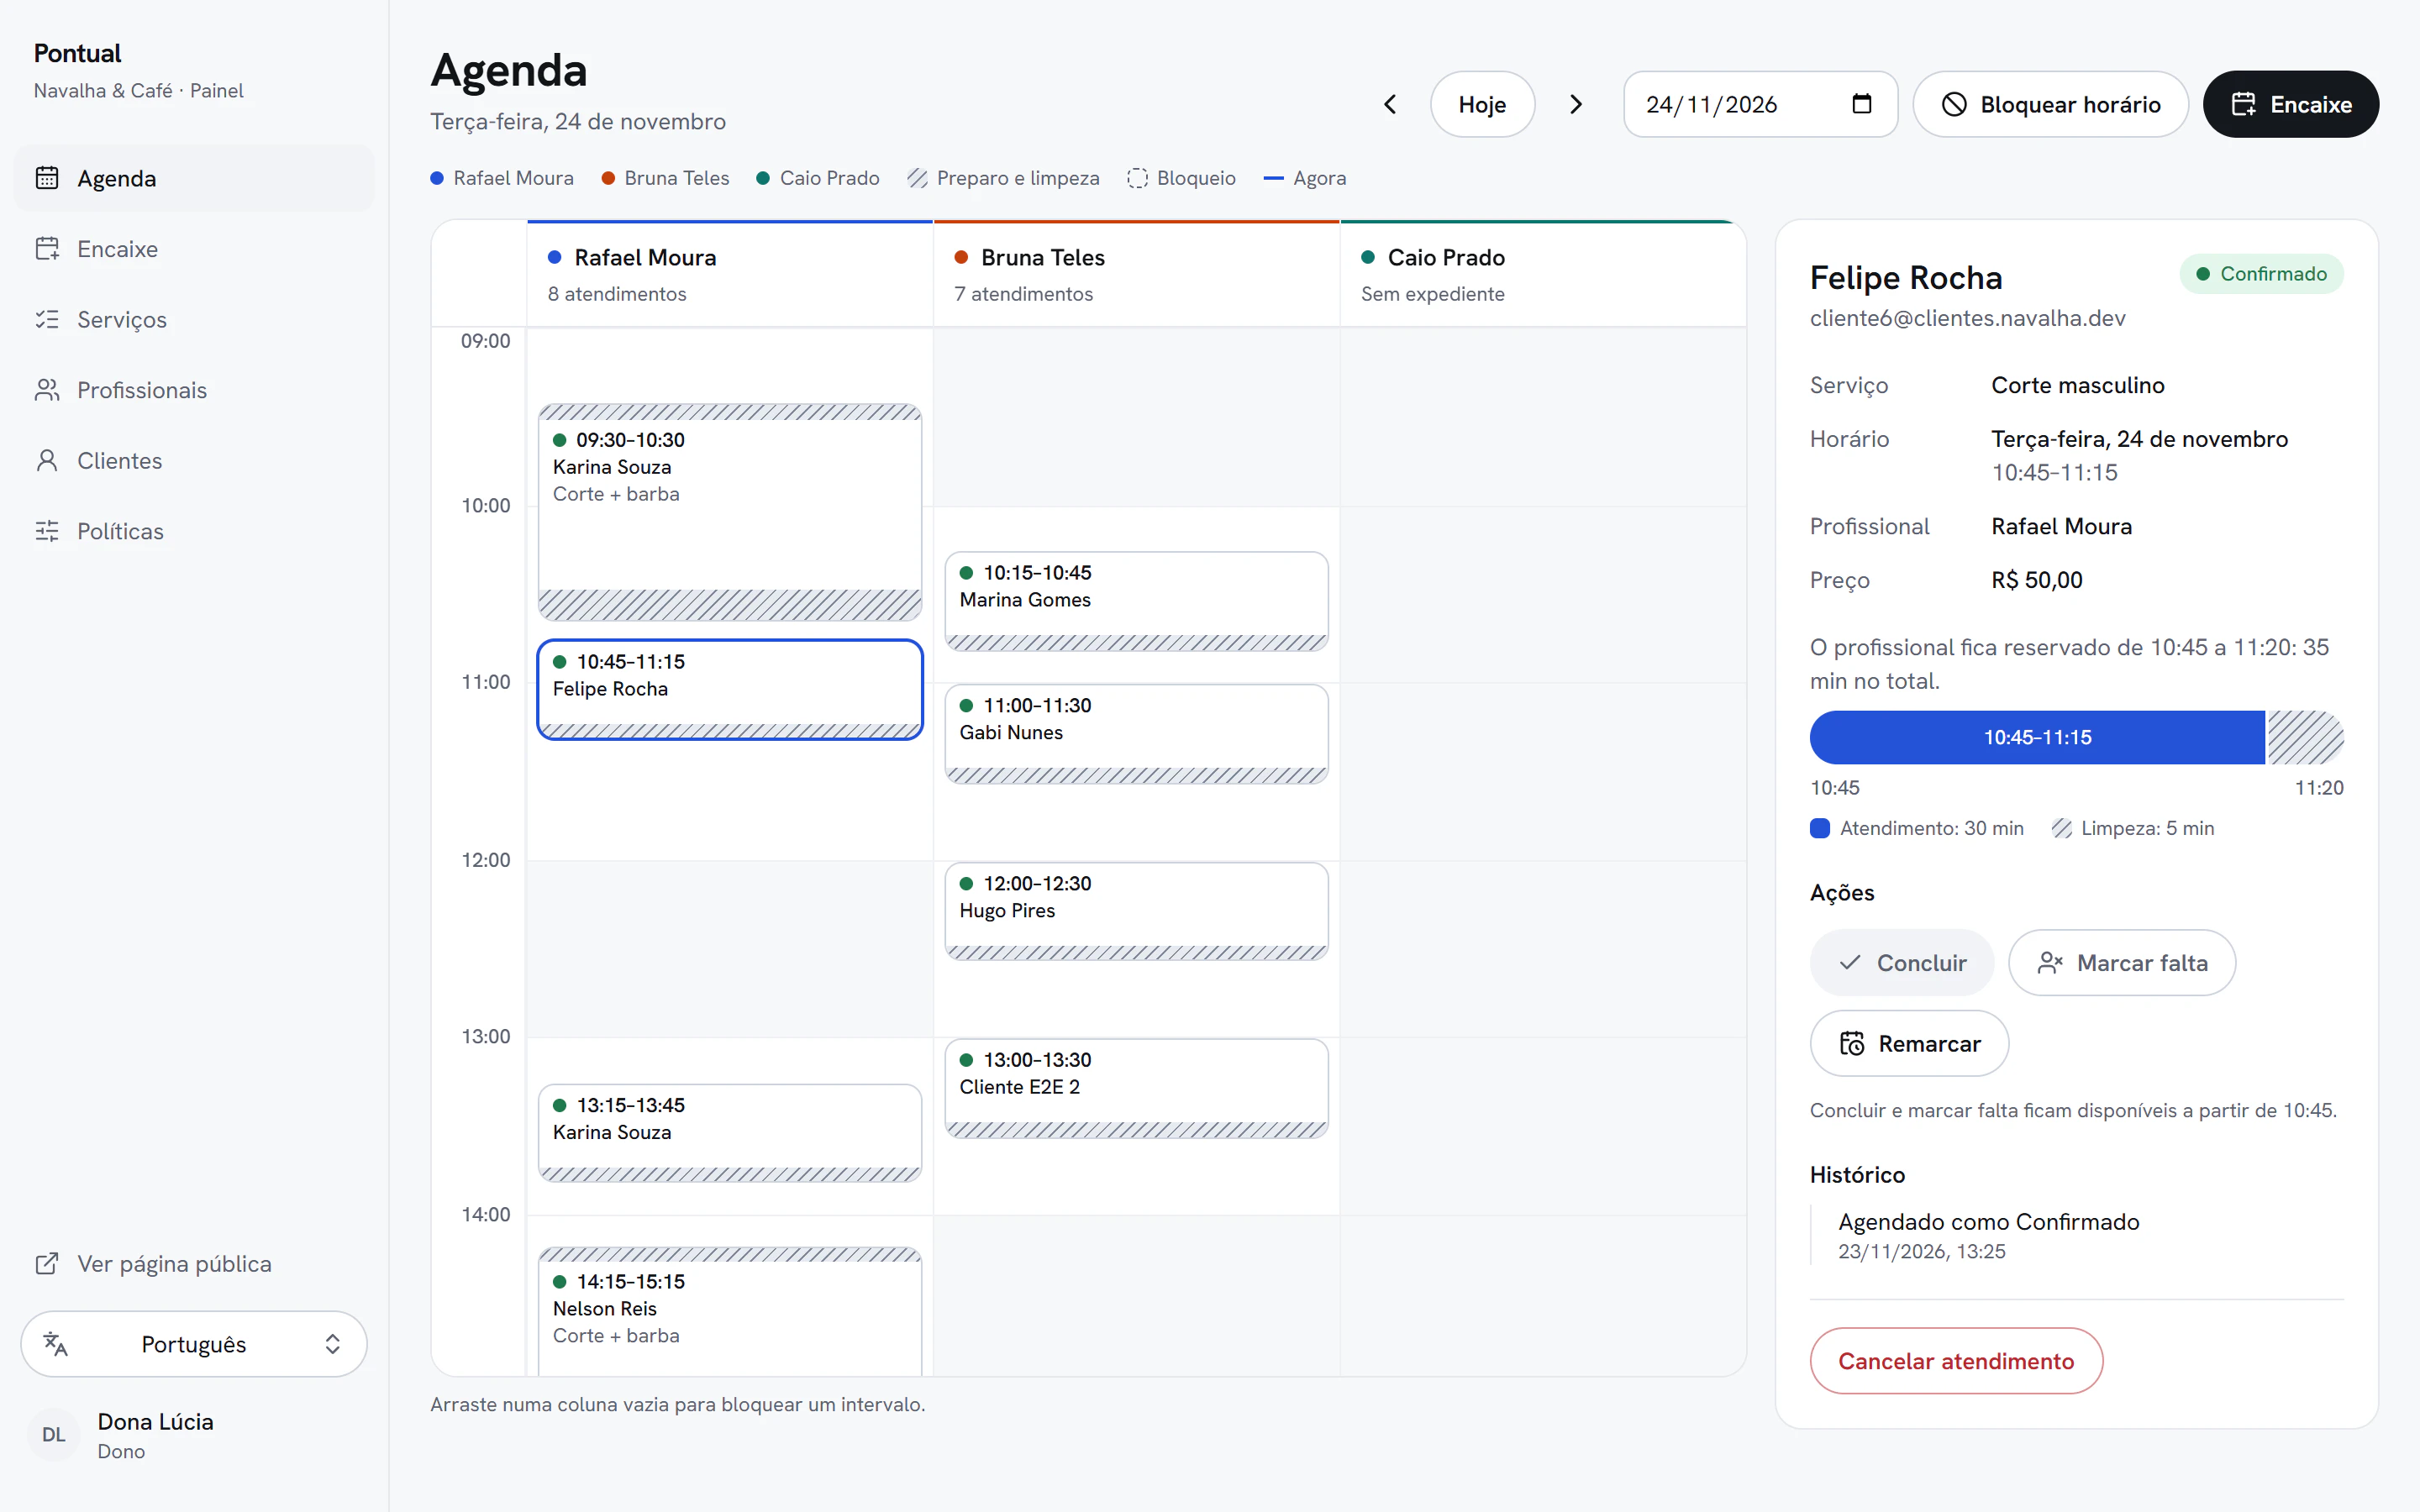 Pontual
Navalha & Café · Painel
Agenda
Encaixe
Serviços
Profissionais
Clientes
Políticas
Ver página pública
Português
DL
Dona Lúcia
Dono
Agenda
Terça-feira, 24 de novembro
Hoje
24/11/2026
Bloquear horário
Encaixe
Rafael Moura
Bruna Teles
Caio Prado
Preparo e limpeza
Bloqueio
Agora
Rafael Moura
8 atendimentos
Bruna Teles
7 atendimentos
Caio Prado
Sem expediente
09:00
10:00
11:00
12:00
13:00
14:00
09:30–10:30
Karina Souza
Corte + barba
10:45–11:15
Felipe Rocha
13:15–13:45
Karina Souza
14:15–15:15
Nelson Reis
Corte + barba
10:15–10:45
Marina Gomes
11:00–11:30
Gabi Nunes
12:00–12:30
Hugo Pires
13:00–13:30
Cliente E2E 2
Arraste numa coluna vazia para bloquear um intervalo.
Felipe Rocha
Confirmado
cliente6@clientes.navalha.dev
Serviço
Corte masculino
Horário
Terça-feira, 24 de novembro
10:45–11:15
Profissional
Rafael Moura
Preço
R$ 50,00
O profissional fica reservado de 10:45 a 11:20: 35
min no total.
10:45–11:15
10:45
11:20
Atendimento: 30 min
Limpeza: 5 min
Ações
Concluir
Marcar falta
Remarcar
Concluir e marcar falta ficam disponíveis a partir de 10:45.
Histórico
Agendado como Confirmado
23/11/2026, 13:25
Cancelar atendimento